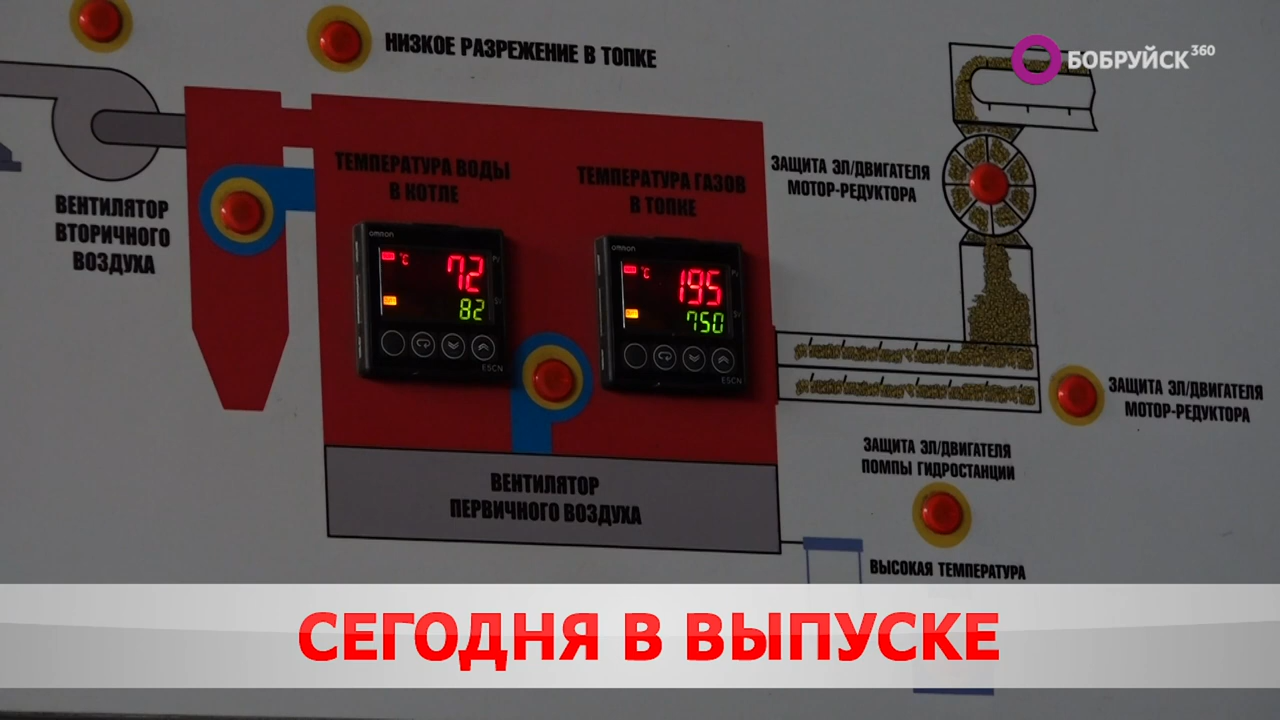 НИЗКОЕ РАЗРЕЖЕНИЕ В ТОПКЕ
БОБРУЙСК 360
ВЕНТИЛЯТОР
ВТОРИЧНОГО
ВОЗДУХА
ТЕМПЕРАТУРА ВОДЫ
В КОТЛЕ
ТЕМПЕРАТУРА ГАЗОВ
В ТОПКЕ
ЗАЩИТА ЭЛ/ДВИГАТЕЛЯ
МОТОР-РЕДУКТОРА
omron
°C 72
82
E5CN
omron
°C 195
750
E5CN
ЗАЩИТА ЭЛ/ДВИГАТЕЛЯ
МОТОР-РЕДУКТОРА
ЗАЩИТА ЭЛ/ДВИГАТЕЛЯ
ПОМПЫ ГИДРОСТАНЦИИ
ВЕНТИЛЯТОР
ПЕРВИЧНОГО ВОЗДУХА
ВЫСОКАЯ ТЕМПЕРАТУРА
СЕГОДНЯ В ВЫПУСКЕ